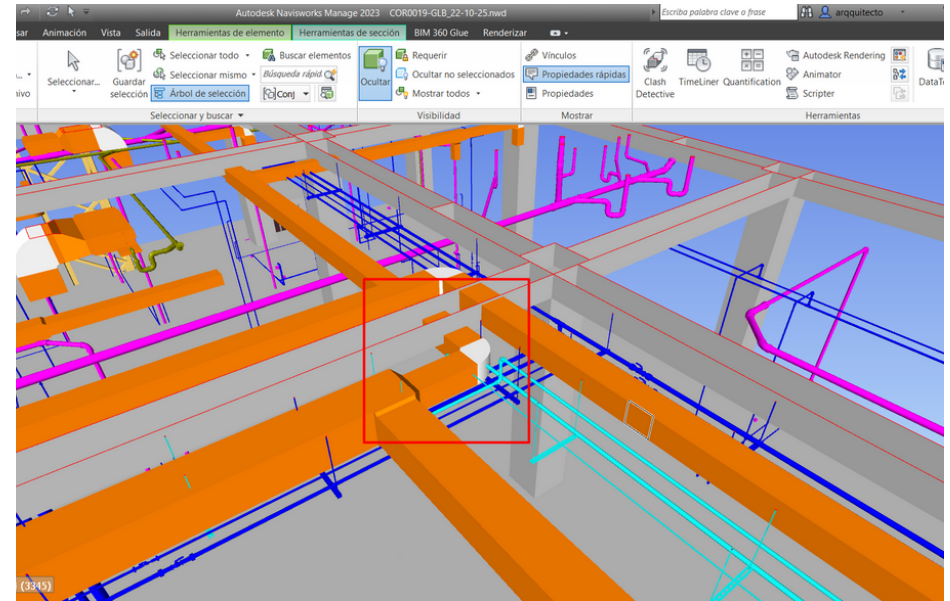 Autodesk Navisworks Manage 2023 COR0019-GLB_22-10-25.nwd
Escriba palabra clave o frase
arqquitecto
sar Animación Vista Salida Herramientas de elemento Herramientas de sección BIM 360 Glue Renderizar
Seleccionar...
Guardar selección
Seleccionar todo
Seleccionar mismo
Árbol de selección
Buscar elementos
Búsqueda rápid
Conj
Ocultar
Requerir
Ocultar no seleccionados
Mostrar todos
Vínculos
Propiedades rápidas
Propiedades
Clash Detective
TimeLiner
Quantification
Autodesk Rendering
Animator
Scripter
DataTo
ivo
Seleccionar y buscar
Visibilidad
Mostrar
Herramientas
(3345)